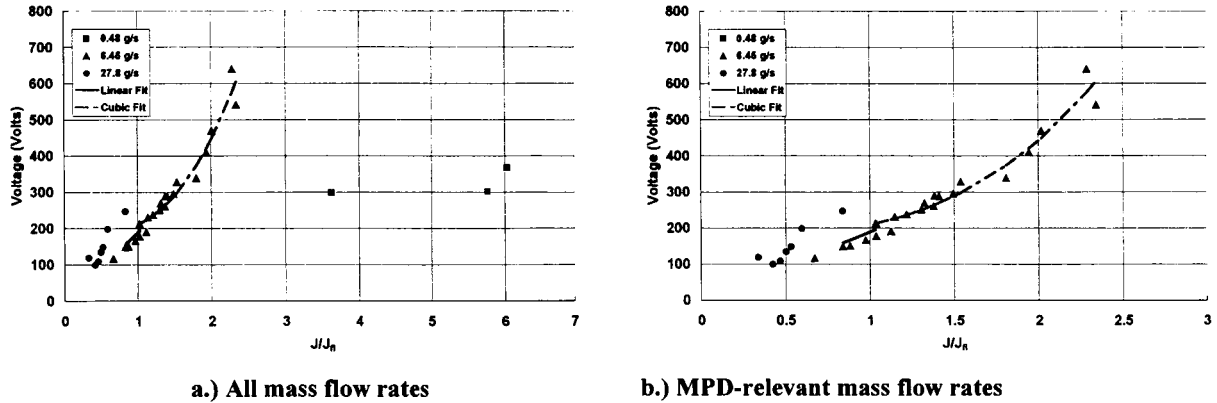 800
700
600
500
400
300
200
100
0
Voltage (Volts)
0.48 g/s
6.45 g/s
27.8 g/s
Linear Fit
Cubic Fit
0 1 2 3 4 5 6 7
J/Jfi
a.) All mass flow rates
800
700
600
500
400
300
200
100
0
Voltage (Volts)
0.48 g/s
6.45 g/s
27.8 g/s
Linear Fit
Cubic Fit
0 0.5 1 1.5 2 2.5 3
J/Jfi
b.) MPD-relevant mass flow rates